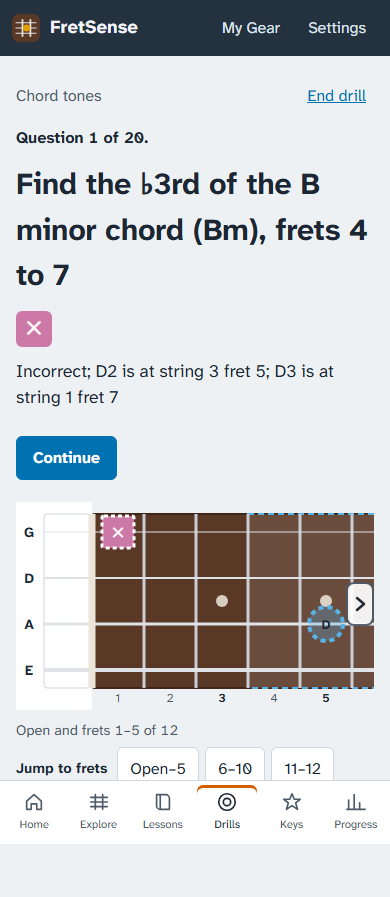 FretSense
My Gear
Settings
Chord tones
End drill
Question 1 of 20.
Find the ♭3rd of the B
minor chord (Bm), frets 4
to 7
Incorrect; D2 is at string 3 fret 5; D3 is at
string 1 fret 7
Continue
G
D
A
D
E
1 2 3 4 5
Open and frets 1–5 of 12
Jump to frets
Open–5
6–10
11–12
Home
Explore
Lessons
Drills
Keys
Progress